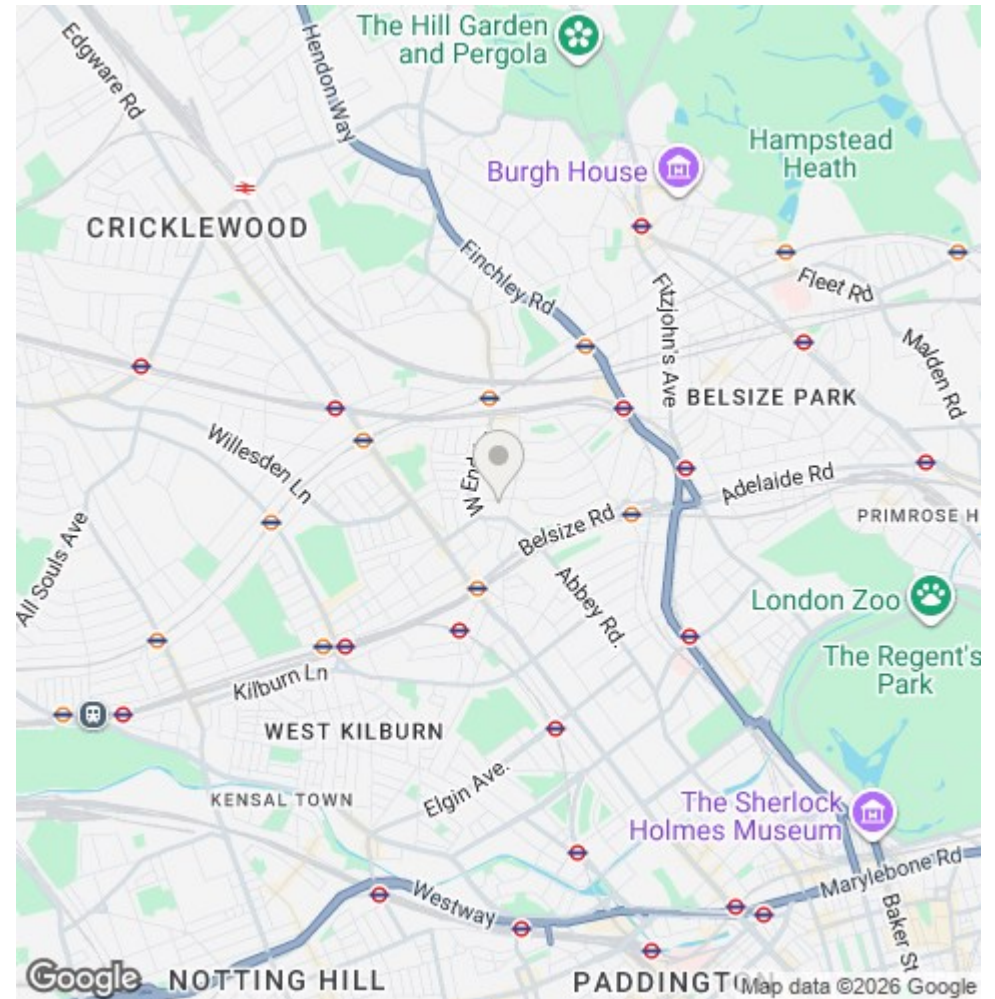 The Hill Garden
and Pergola
Edgware Rd
Hendon Way
Burgh House
Hampstead
Heath
CRICKLEWOOD
Finchley Rd
Fitzjohn's Ave
Fleet Rd
Malden Rd
BELSIZE PARK
Willesden Ln
W End
Adelaide Rd
Belsize Rd
PRIMROSE H
All Souls Ave
Abbey Rd.
London Zoo
The Regent's
Park
Kilburn Ln
WEST KILBURN
Elgin Ave.
KENSAL TOWN
The Sherlock
Holmes Museum
Marylebone Rd
Westway
Baker St
Google
NOTTING HILL
PADDINGTON
Map data ©2026 Google